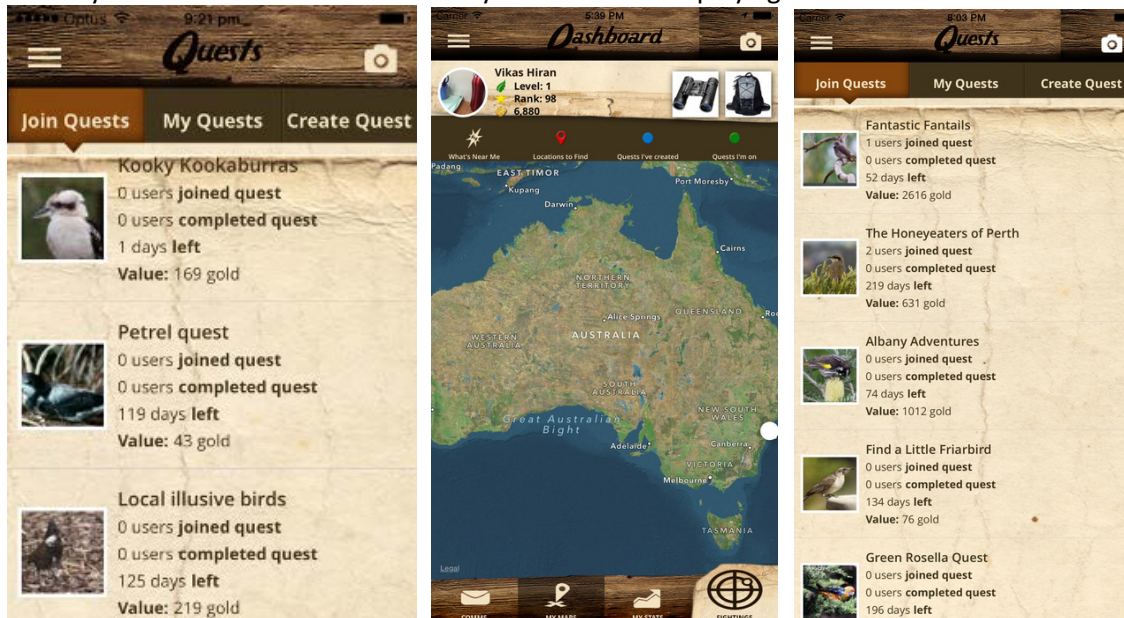 Optus 9:21 pm
Quests
Join Quests My Quests Create Quest
Kooky Kookaburras
0 users joined quest
0 users completed quest
1 days left
Value: 169 gold
Petrel quest
0 users joined quest
0 users completed quest
119 days left
Value: 43 gold
Local illusive birds
0 users joined quest
0 users completed quest
125 days left
Value: 219 gold
Carrier 5:39 PM
Dashboard
Vikas Hiran
Level: 1
Rank: 98
6,880
What's Near Me Locations to Find Quests I've created Quests I'm on
Padang
EAST TIMOR
Kupang
Port Moresby
Darwin
Cairns
NORTHERN
TERRITORY
QUEENSLAND
Alice Springs
WESTERN
AUSTRALIA
AUSTRALIA
SOUTH
AUSTRALIA
Great Australian
Bight
NEW SOUTH
WALES
Adelaide
Canberra
VICTORIA
Melbourne
TASMANIA
Legal
COMMS MY MAPS MY STATS SIGHTINGS
Carrier 8:03 PM
Quests
Join Quests My Quests Create Quest
Fantastic Fantails
1 users joined quest
0 users completed quest
52 days left
Value: 2616 gold
The Honeyeaters of Perth
2 users joined quest
0 users completed quest
219 days left
Value: 631 gold
Albany Adventures
0 users joined quest
0 users completed quest
74 days left
Value: 1012 gold
Find a Little Friarbird
0 users joined quest
0 users completed quest
134 days left
Value: 76 gold
Green Rosella Quest
0 users joined quest
0 users completed quest
196 days left